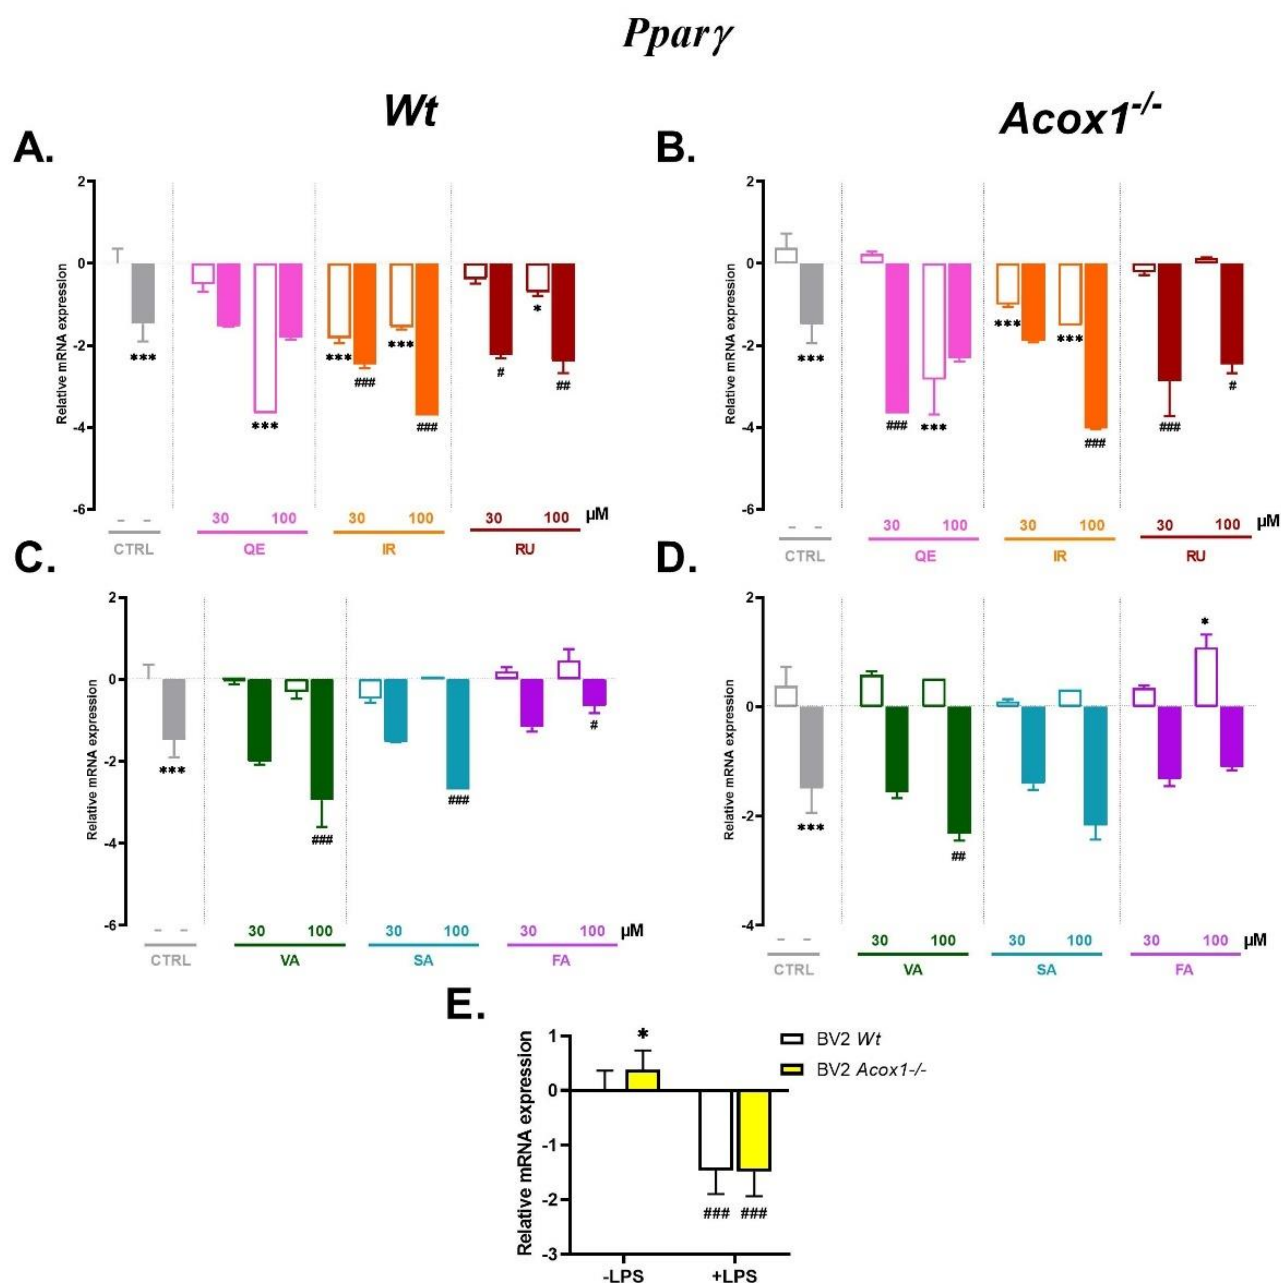 Pparγ
Wt
Acox1-/-
A.
Relative mRNA expression
2
0
-2
-4
-6
***
***
***
###
***
###
#
*
##
– –
30 100
30 100
30 100
µM
CTRL
QE
IR
RU
B.
Relative mRNA expression
2
0
-2
-4
-6
***
###
***
***
***
###
###
#
– –
30 100
30 100
30 100
µM
CTRL
QE
IR
RU
C.
Relative mRNA expression
2
0
-2
-4
-6
***
###
###
#
– –
30 100
30 100
30 100
µM
CTRL
VA
SA
FA
D.
Relative mRNA expression
2
0
-2
-4
***
##
*
– –
30 100
30 100
30 100
µM
CTRL
VA
SA
FA
E.
Relative mRNA expression
1
0
-1
-2
-3
*
###
###
-LPS
+LPS
BV2 Wt
BV2 Acox1-/-